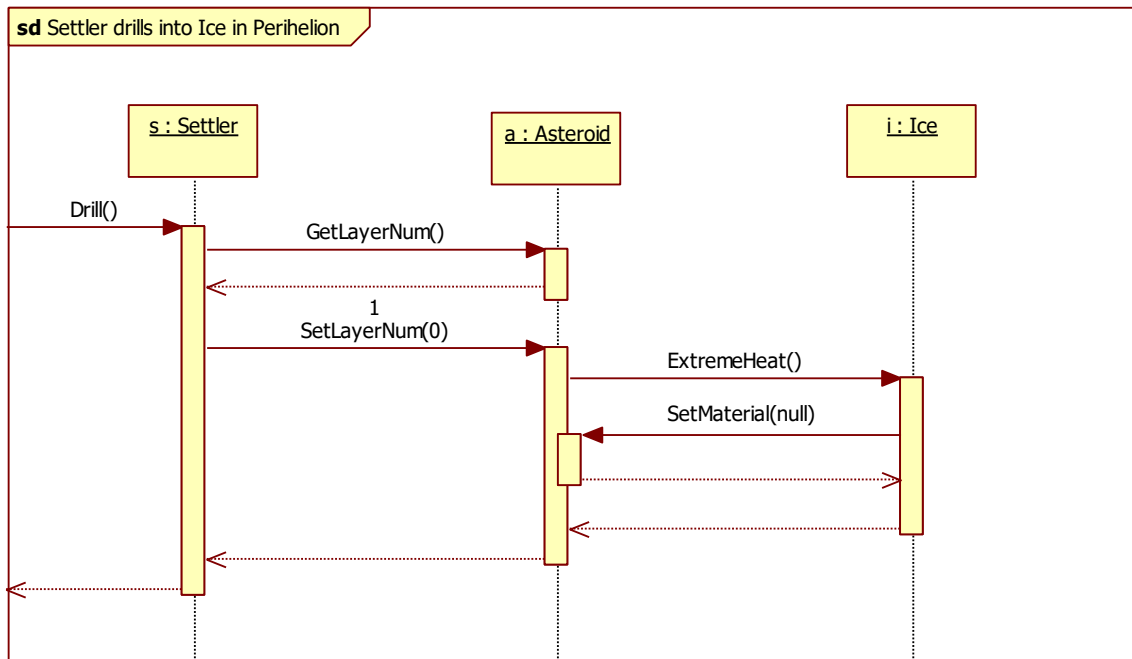 sd Settler drills into Ice in Perihelion
s : Settler
a : Asteroid
i : Ice
Drill()
GetLayerNum()
1
SetLayerNum(0)
ExtremeHeat()
SetMaterial(null)